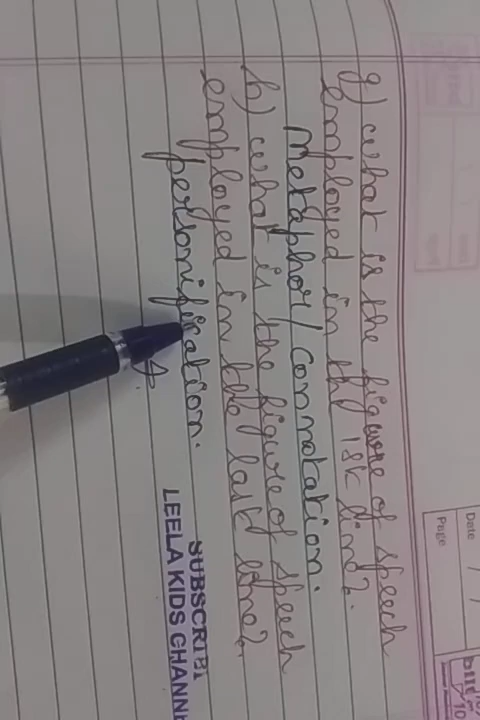 Date / /
Page
g) what is the figure of speech
employed in the 1st line?
Metaphor/connotation.
h) what is the figure of speech
employed in the last line?
personification.
SUBSCRIBE
LEELA KIDS CHANNE